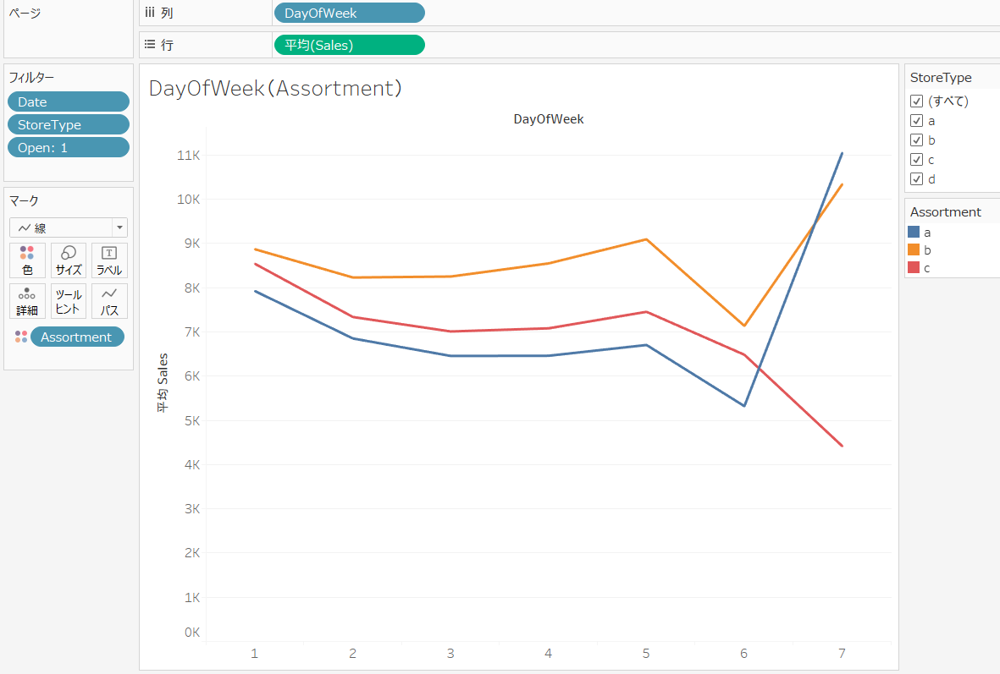 ページ
列
DayOfWeek
行
平均(Sales)
フィルター
Date
StoreType
Open: 1
マーク
線
色
サイズ
ラベル
詳細
ツール
ヒント
パス
Assortment
DayOfWeek(Assortment)
DayOfWeek
平均 Sales
11K
10K
9K
8K
7K
6K
5K
4K
3K
2K
1K
0K
1 2 3 4 5 6 7
StoreType
(すべて)
a
b
c
d
Assortment
a
b
c